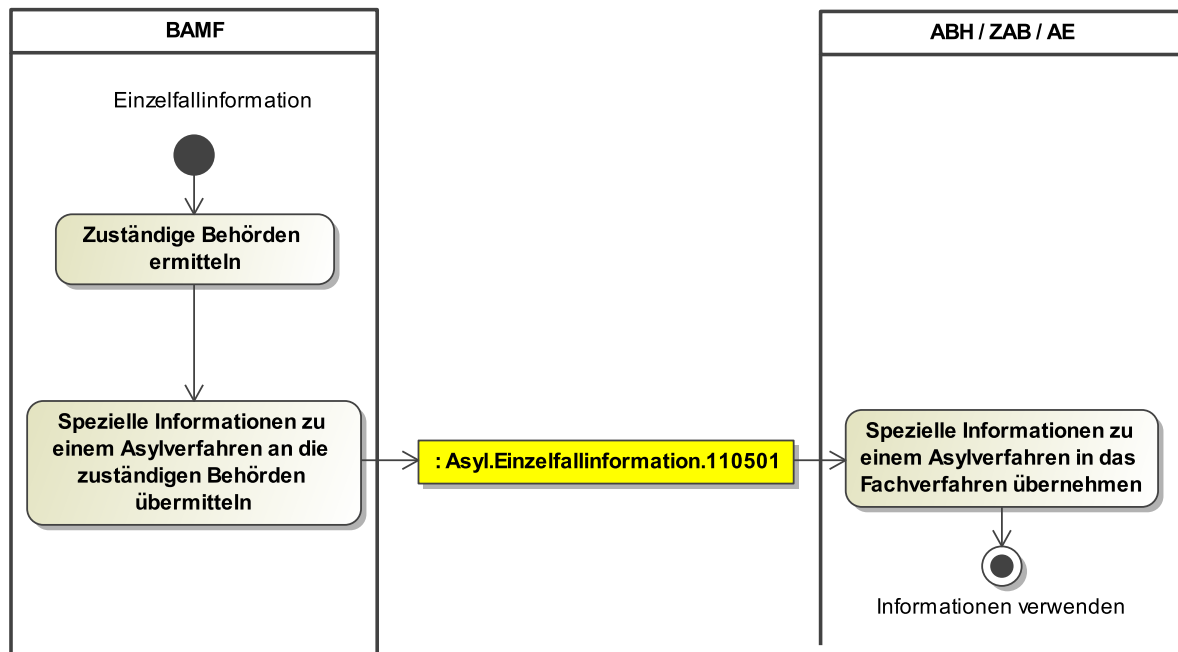 BAMF
ABH / ZAB / AE
Einzelfallinformation
Zuständige Behörden
ermitteln
Spezielle Informationen zu
einem Asylverfahren an die
zuständigen Behörden
übermitteln
: Asyl.Einzelfallinformation.110501
Spezielle Informationen zu
einem Asylverfahren in das
Fachverfahren übernehmen
Informationen verwenden